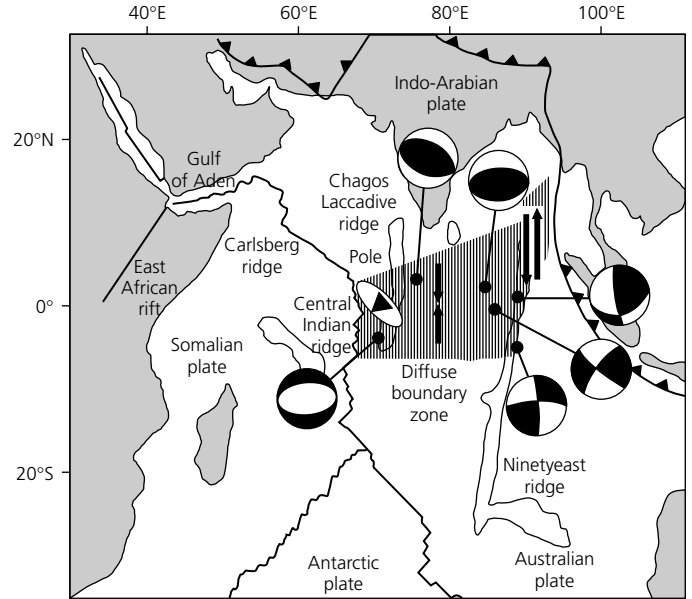 40°E 60°E 80°E 100°E
20°N
0°
20°S
Indo-Arabian
plate
Gulf
of Aden
Chagos
Laccadive
ridge
Carlsberg
ridge
Pole
East
African
rift
Central
Indian
ridge
Somalian
plate
Diffuse
boundary
zone
Ninetyeast
ridge
Antarctic
plate
Australian
plate